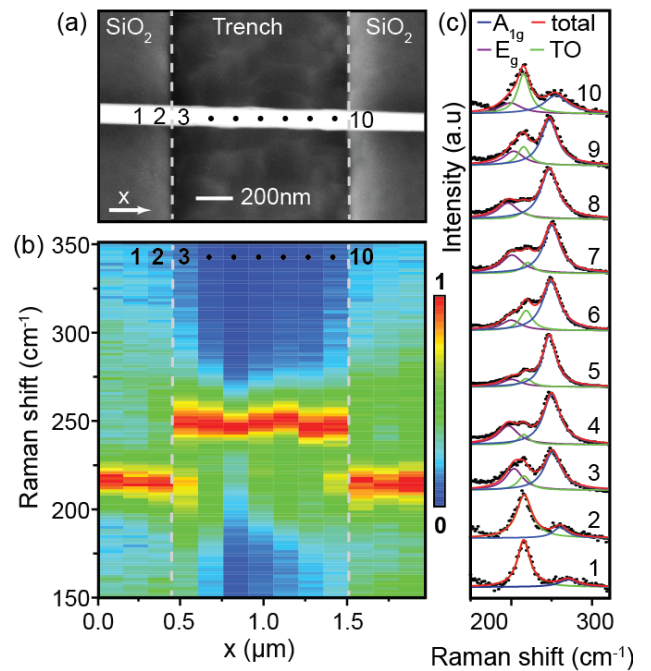 (a)
SiO2 Trench SiO2
1 2 3 • • • • • • 10
x 200nm
(b)
1 2 3 • • • • • • 10
350
300
250
200
150
Raman shift (cm-1)
0.0 0.5 1.0 1.5
x (μm)
1
0
(c)
A1g total
Eg TO
Intensity (a.u)
10
9
8
7
6
5
4
3
2
1
200 300
Raman shift (cm-1)